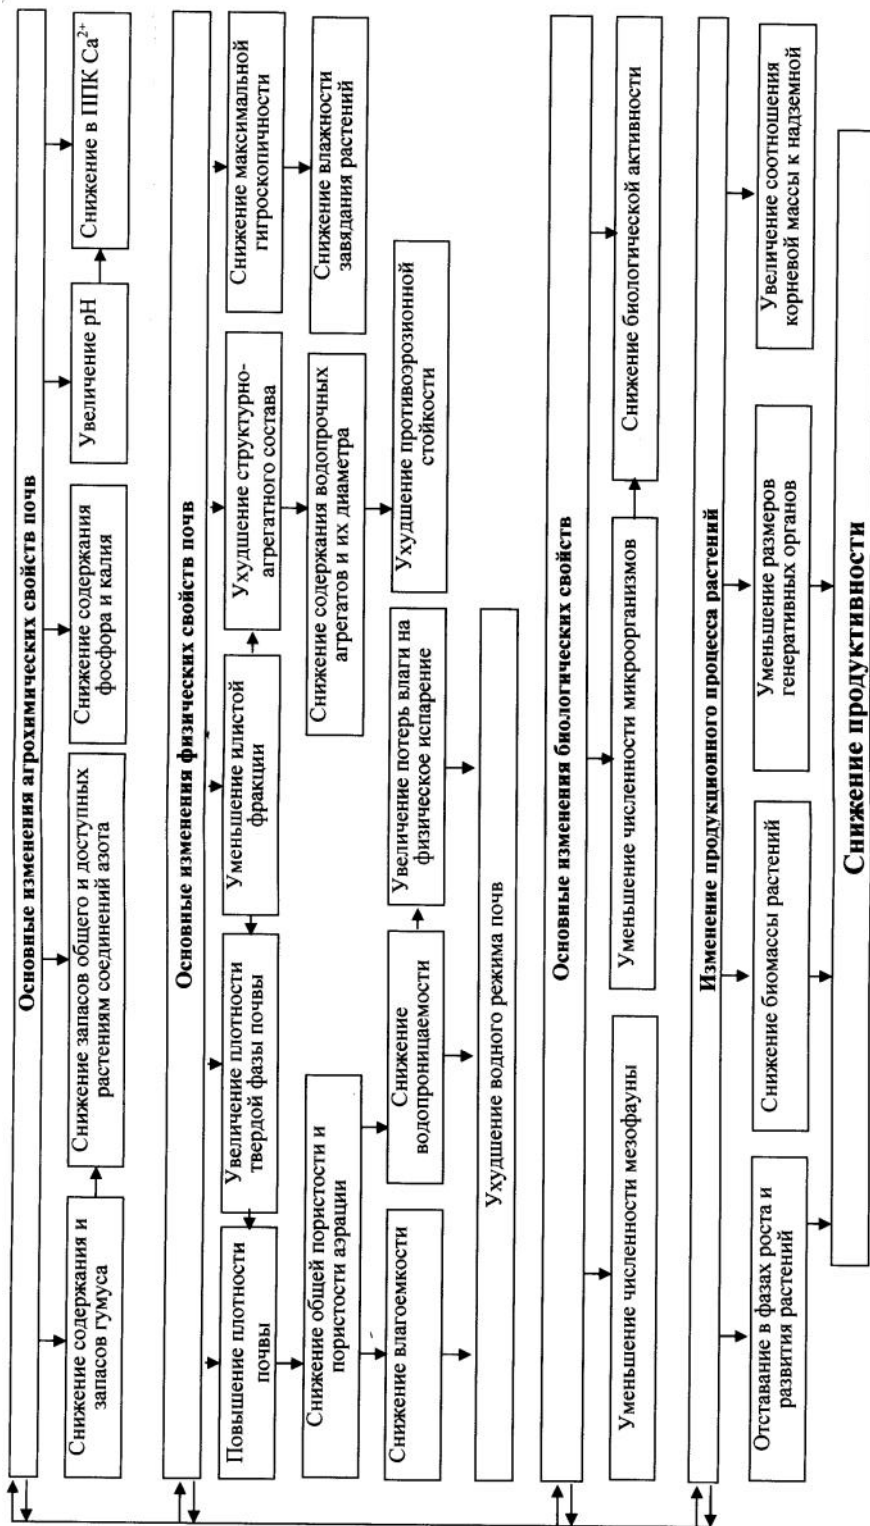 Основные изменения агрохимических свойств почв
Снижение содержания и
запасов гумуса
Снижение запасов общего и доступных
растениям соединений азота
Снижение содержания
фосфора и калия
Увеличение pH
Снижение в ППК Ca²⁺
Основные изменения физических свойств почв
Повышение плотности
почвы
Увеличение плотности
твердой фазы почвы
Уменьшение илистой
фракции
Ухудшение структурно-
агрегатного состава
Снижение максимальной
гигроскопичности
Снижение общей пористости и
пористости аэрации
Снижение содержания водопрочных
агрегатов и их диаметра
Снижение влажности
завядания растений
Снижение влагоемкости
Снижение
водопроницаемости
Увеличение потерь влаги на
физическое испарение
Ухудшение противоэрозионной
стойкости
Ухудшение водного режима почв
Основные изменения биологических свойств
Уменьшение численности мезофауны
Уменьшение численности микроорганизмов
Снижение биологической активности
Изменение продукционного процесса растений
Отставание в фазах роста и
развития растений
Снижение биомассы растений
Уменьшение размеров
генеративных органов
Увеличение соотношения
корневой массы к надземной
Снижение продуктивности